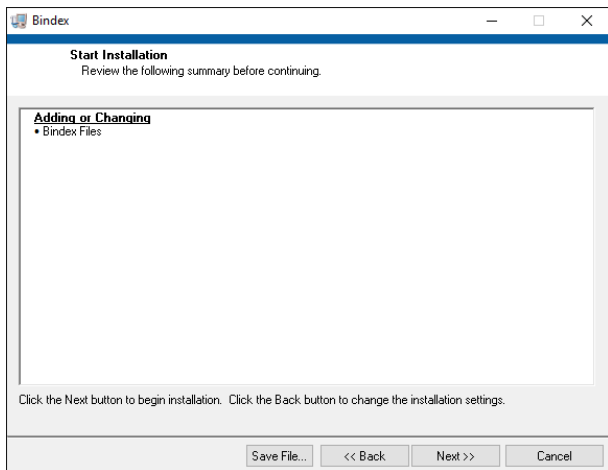 Bindex
Start Installation
Review the following summary before continuing.
Adding or Changing
• Bindex Files
Click the Next button to begin installation. Click the Back button to change the installation settings.
Save File... << Back Next >> Cancel